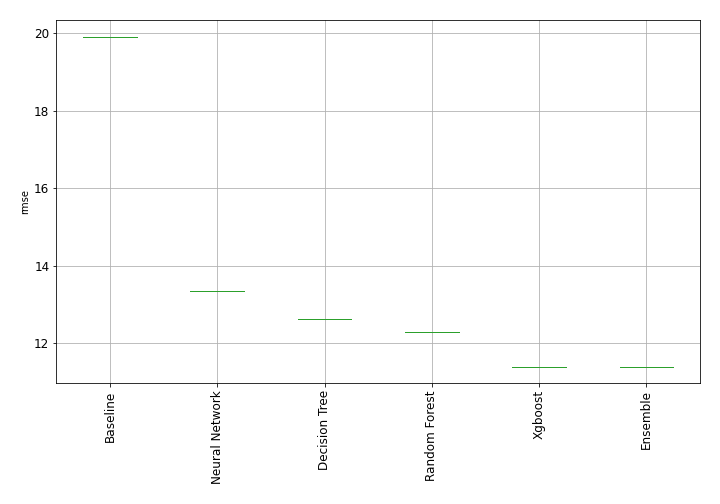 20
18
16
14
12
rmse
Baseline
Neural Network
Decision Tree
Random Forest
Xgboost
Ensemble